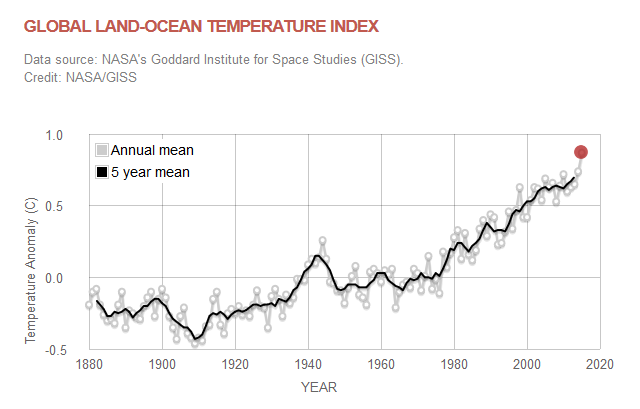 GLOBAL LAND-OCEAN TEMPERATURE INDEX
Data source: NASA's Goddard Institute for Space Studies (GISS).
Credit: NASA/GISS
Annual mean
5 year mean
Temperature Anomaly (C)
1.0
0.5
0.0
-0.5
1880 1900 1920 1940 1960 1980 2000 2020
YEAR